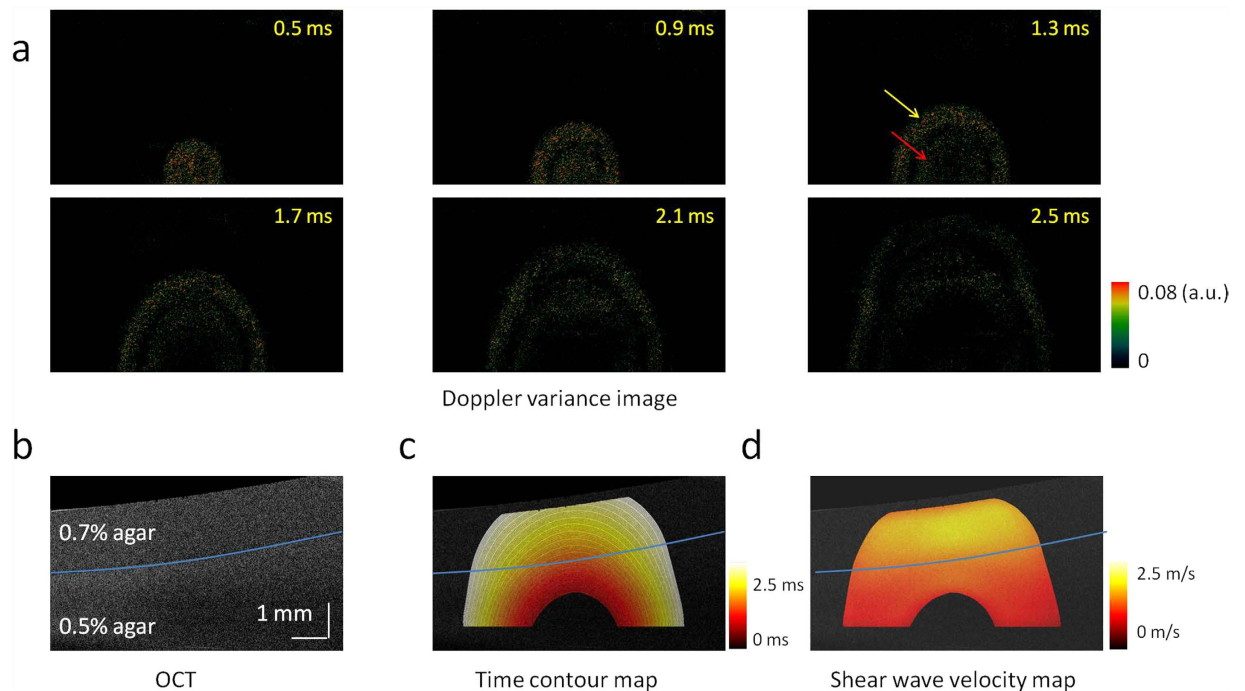 a
0.5 ms
0.9 ms
1.3 ms
1.7 ms
2.1 ms
2.5 ms
0.08 (a.u.)
0
Doppler variance image
b
c
d
0.7% agar
0.5% agar
1 mm
2.5 ms
0 ms
2.5 m/s
0 m/s
OCT
Time contour map
Shear wave velocity map